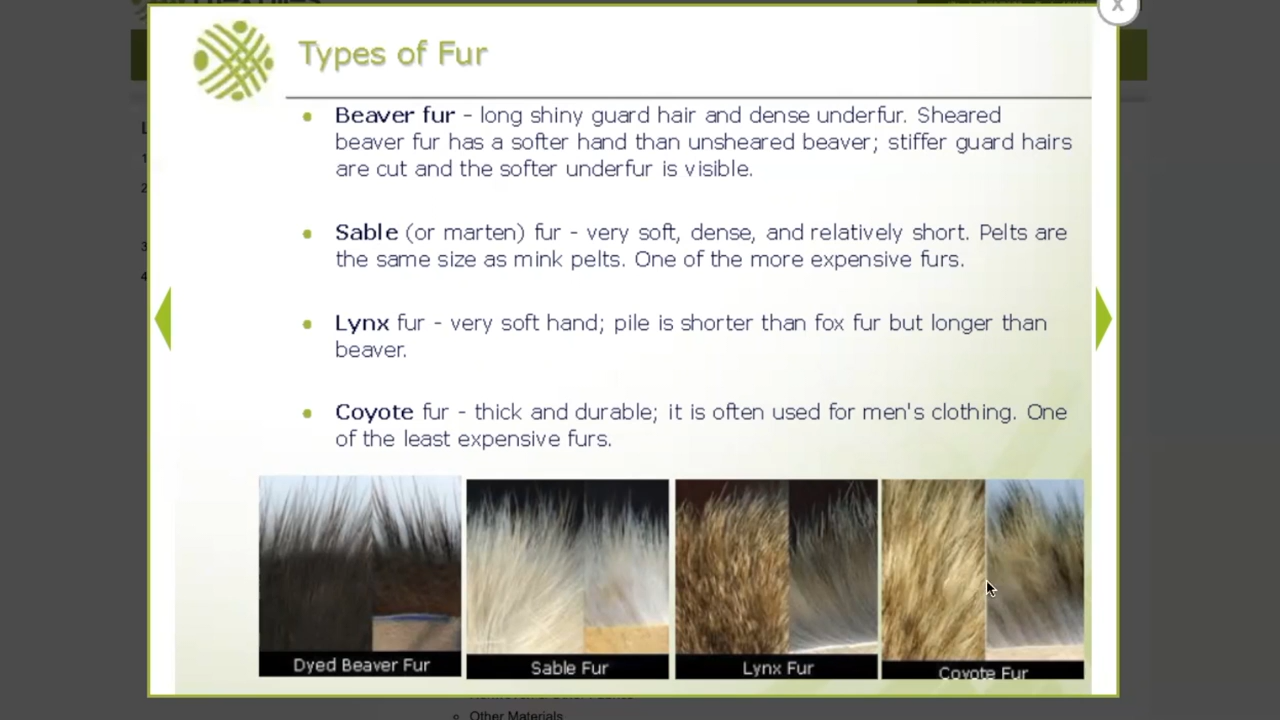 x
Types of Fur
Beaver fur - long shiny guard hair and dense underfur. Sheared
beaver fur has a softer hand than unsheared beaver; stiffer guard hairs
are cut and the softer underfur is visible.
Sable (or marten) fur - very soft, dense, and relatively short. Pelts are
the same size as mink pelts. One of the more expensive furs.
Lynx fur - very soft hand; pile is shorter than fox fur but longer than
beaver.
Coyote fur - thick and durable; it is often used for men's clothing. One
of the least expensive furs.
Dyed Beaver Fur
Sable Fur
Lynx Fur
Coyote Fur
Other Materials